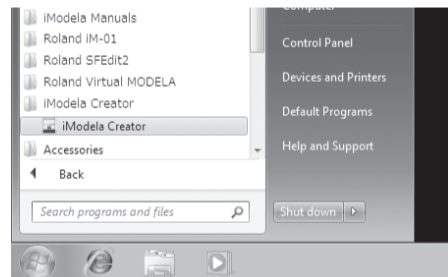 iModela Manuals
Roland iM-01
Roland SFEdit2
Roland Virtual MODELA
iModela Creator
iModela Creator
Accessories
Back
Search programs and files
Computer
Control Panel
Devices and Printers
Default Programs
Help and Support
Shut down